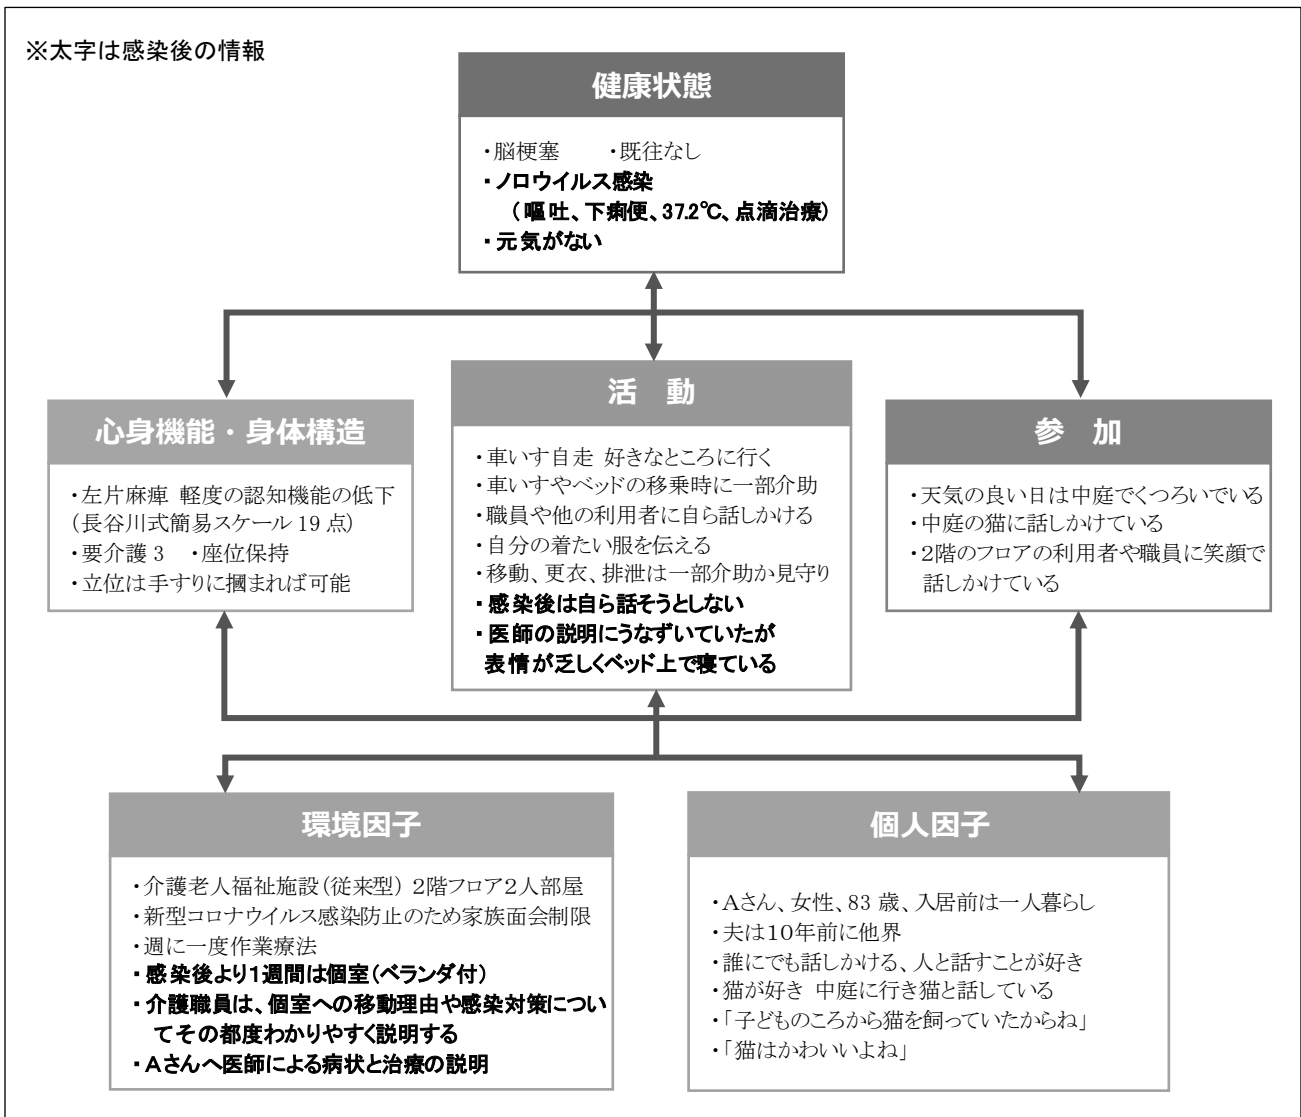 ※太字は感染後の情報
健康状態
・脳梗塞　・既往なし
・ノロウイルス感染
（嘔吐、下痢便、37.2℃、点滴治療）
・元気がない
心身機能・身体構造
・左片麻痺 軽度の認知機能の低下
（長谷川式簡易スケール 19 点）
・要介護 3　・座位保持
・立位は手すりに摑まれば可能
活　動
・車いす自走 好きなところに行く
・車いすやベッドの移乗時に一部介助
・職員や他の利用者に自ら話しかける
・自分の着たい服を伝える
・移動、更衣、排泄は一部介助か見守り
・感染後は自ら話そうとしない
・医師の説明にうなずいていたが
表情が乏しくベッド上で寝ている
参　加
・天気の良い日は中庭でくつろいでいる
・中庭の猫に話しかけている
・2階のフロアの利用者や職員に笑顔で
話しかけている
環境因子
・介護老人福祉施設（従来型） 2階フロア2人部屋
・新型コロナウイルス感染防止のため家族面会制限
・週に一度作業療法
・感染後より1週間は個室（ベランダ付）
・介護職員は、個室への移動理由や感染対策につい
てその都度わかりやすく説明する
・Aさんへ医師による病状と治療の説明
個人因子
・Aさん、女性、83 歳、入居前は一人暮らし
・夫は10年前に他界
・誰にでも話しかける、人と話すことが好き
・猫が好き 中庭に行き猫と話している
・「子どものころから猫を飼っていたからね」
・「猫はかわいいよね」